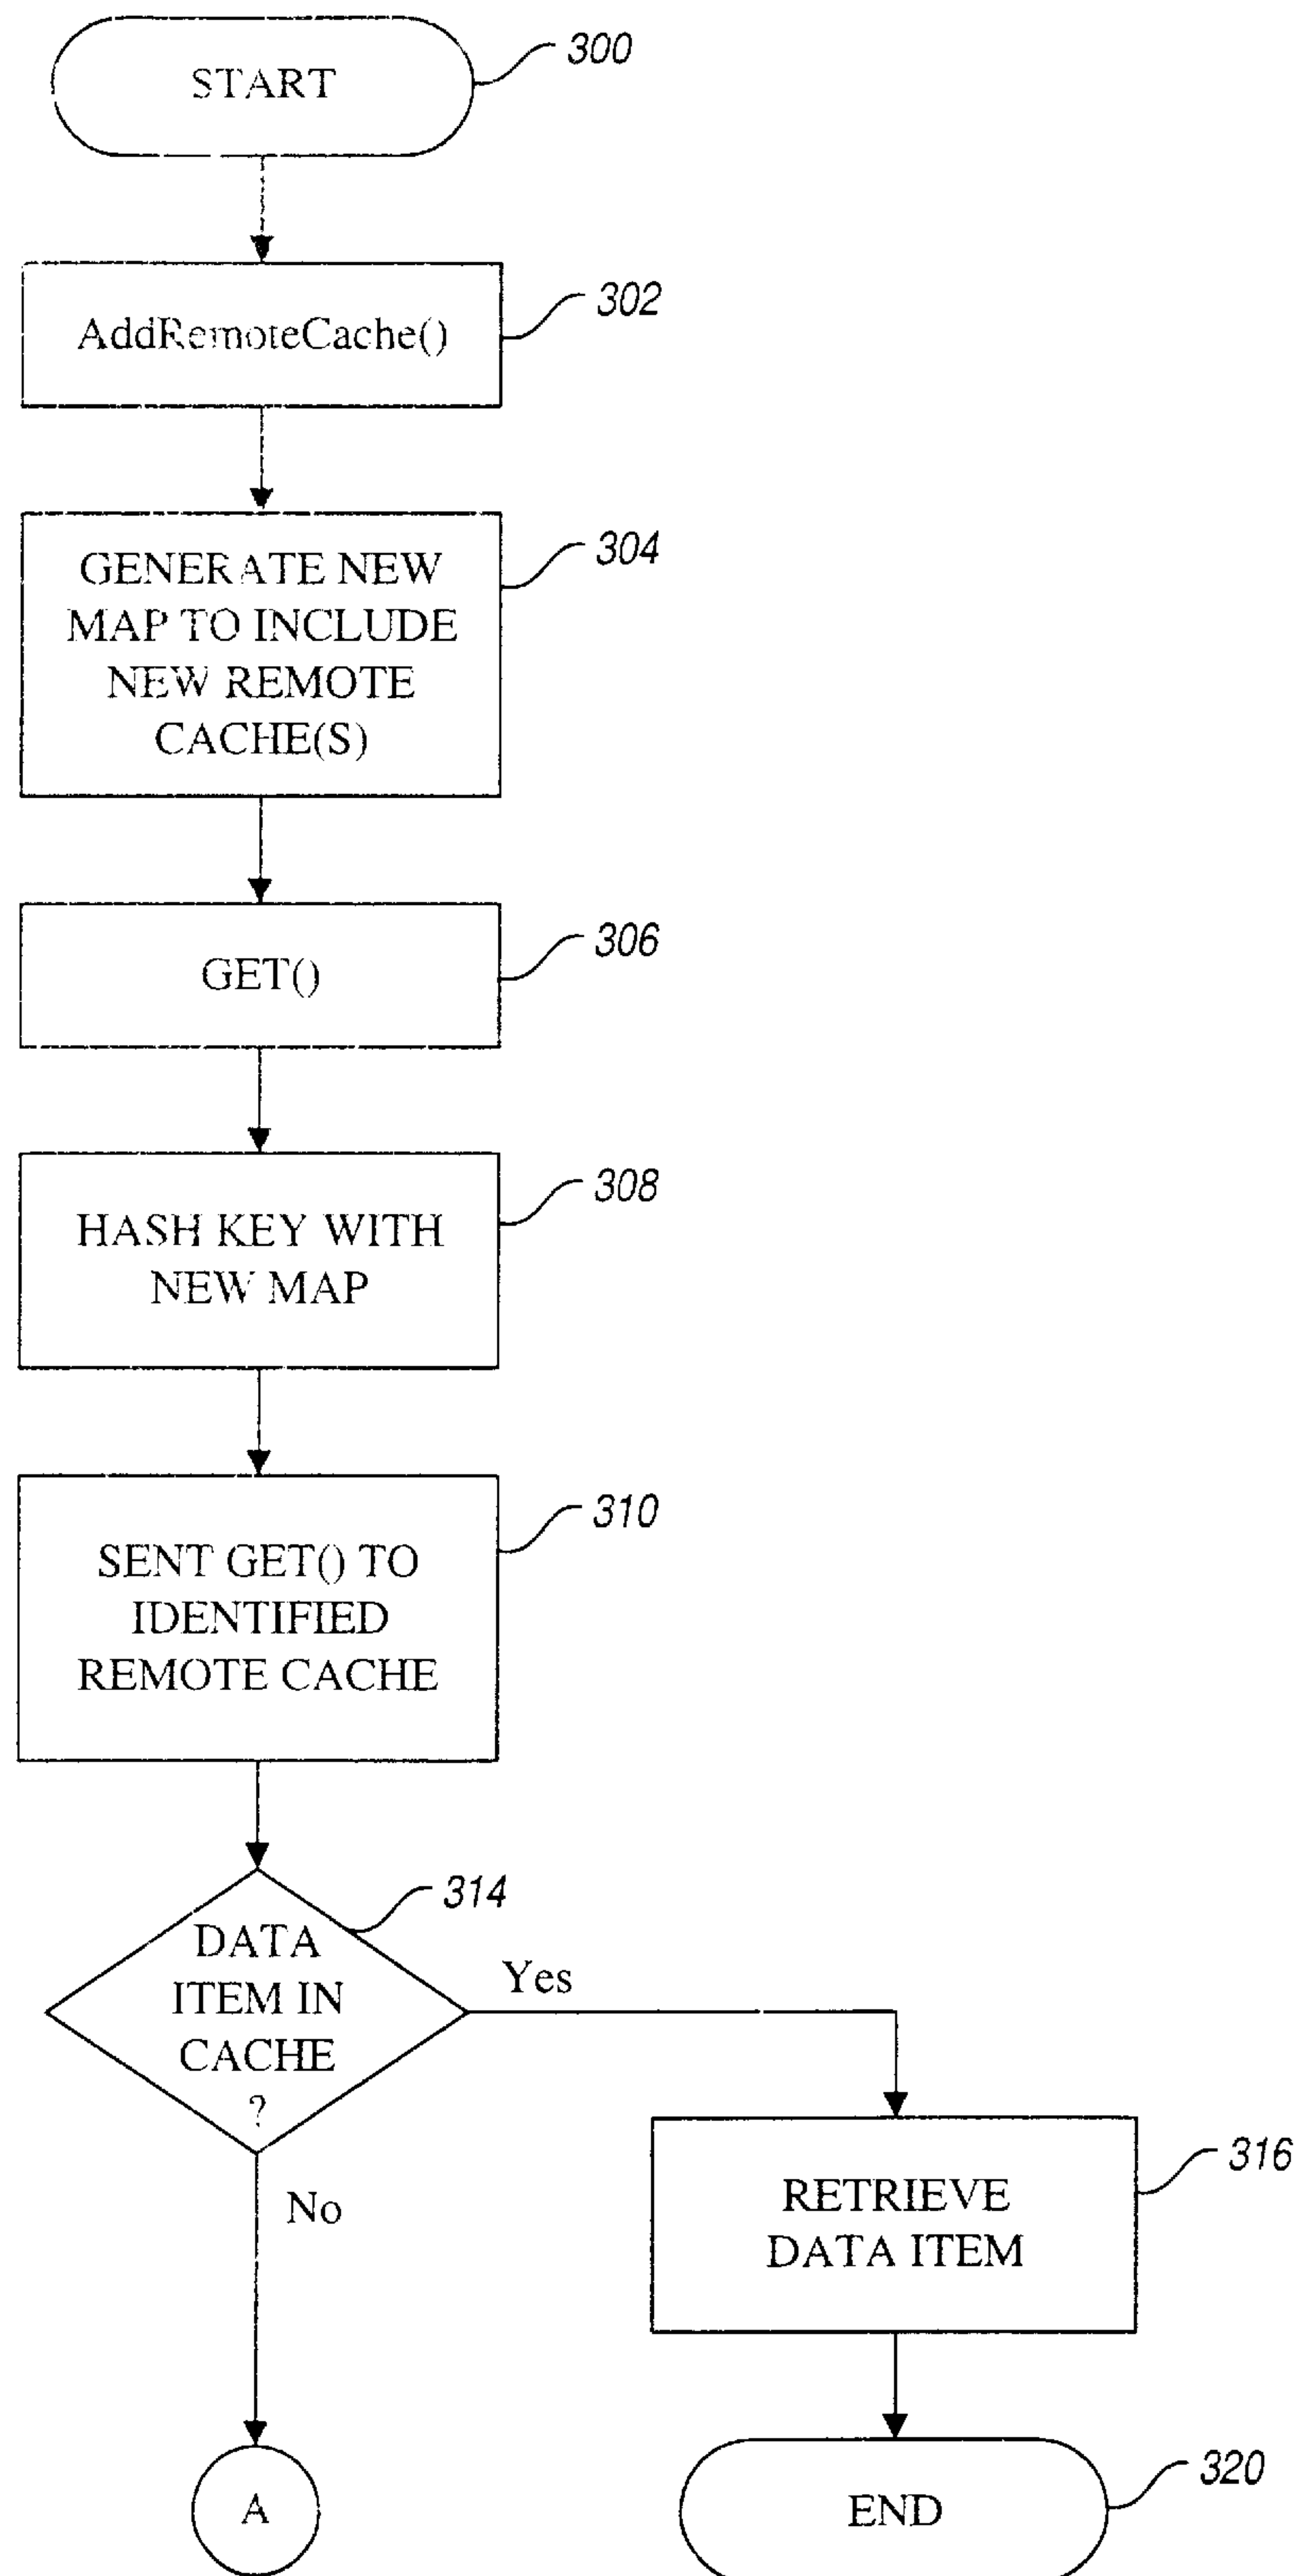 START
300
AddRemoteCache()
302
GENERATE NEW
MAP TO INCLUDE
NEW REMOTE
CACHE(S)
304
GET()
306
HASH KEY WITH
NEW MAP
308
SENT GET() TO
IDENTIFIED
REMOTE CACHE
310
DATA
ITEM IN
CACHE
?
314
Yes
No
RETRIEVE
DATA ITEM
316
A
END
320